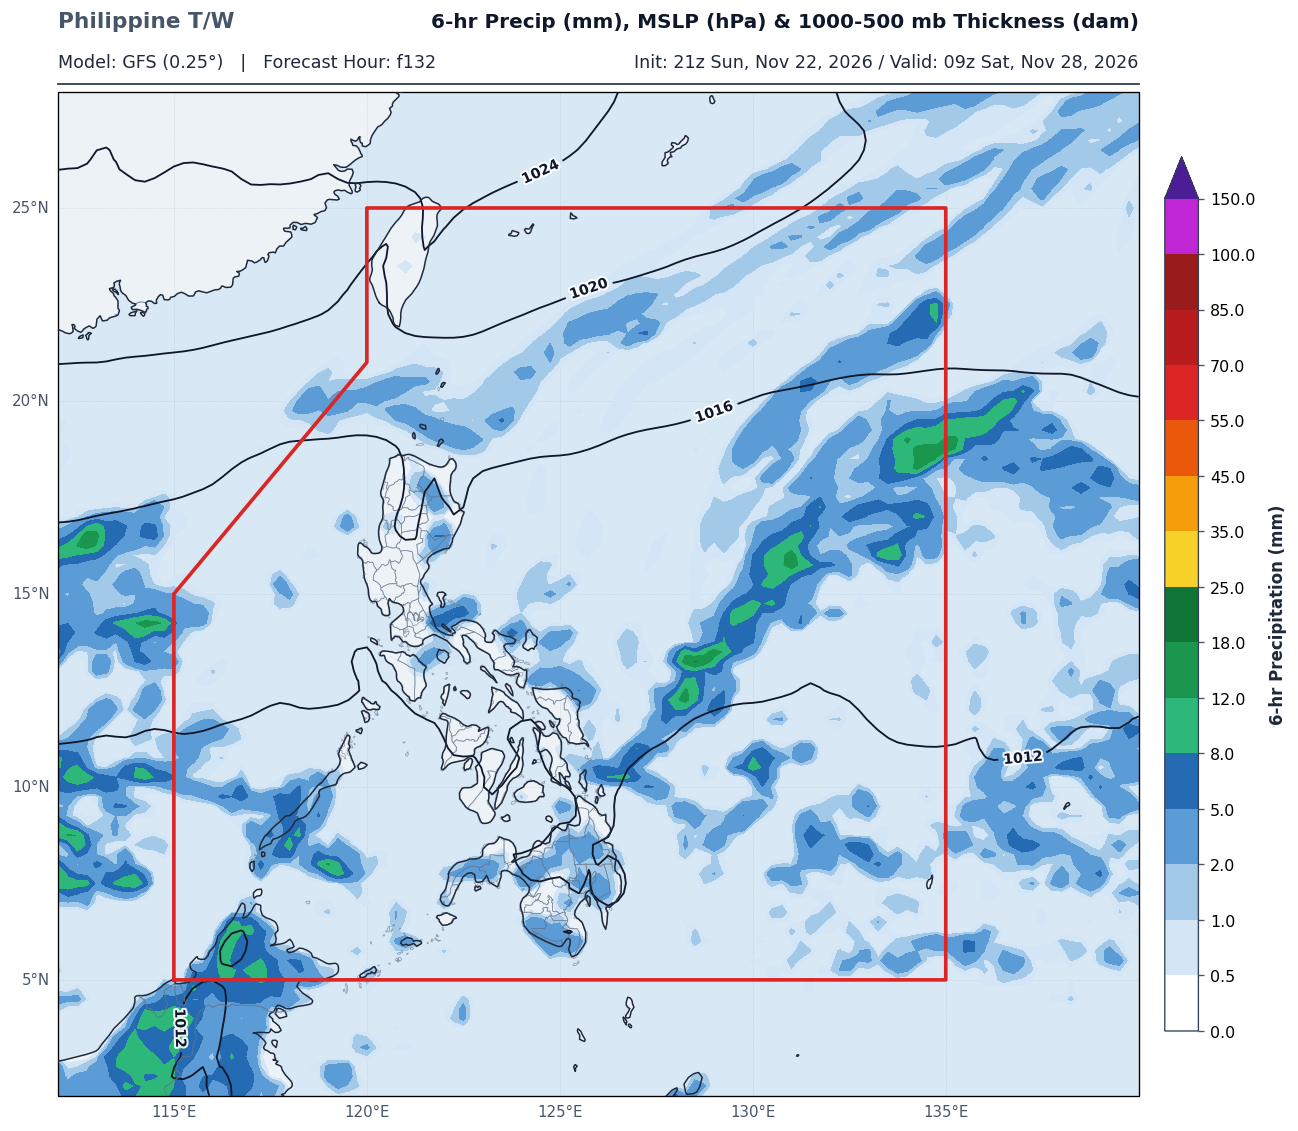 Philippine T/W
6-hr Precip (mm), MSLP (hPa) & 1000-500 mb Thickness (dam)
Model: GFS (0.25°) | Forecast Hour: f132
Init: 21z Sun, Nov 22, 2026 / Valid: 09z Sat, Nov 28, 2026
25°N
20°N
15°N
10°N
5°N
115°E
120°E
125°E
130°E
135°E
1024
1020
1016
1012
1012
150.0
100.0
85.0
70.0
55.0
45.0
35.0
25.0
18.0
12.0
8.0
5.0
2.0
1.0
0.5
0.0
6-hr Precipitation (mm)